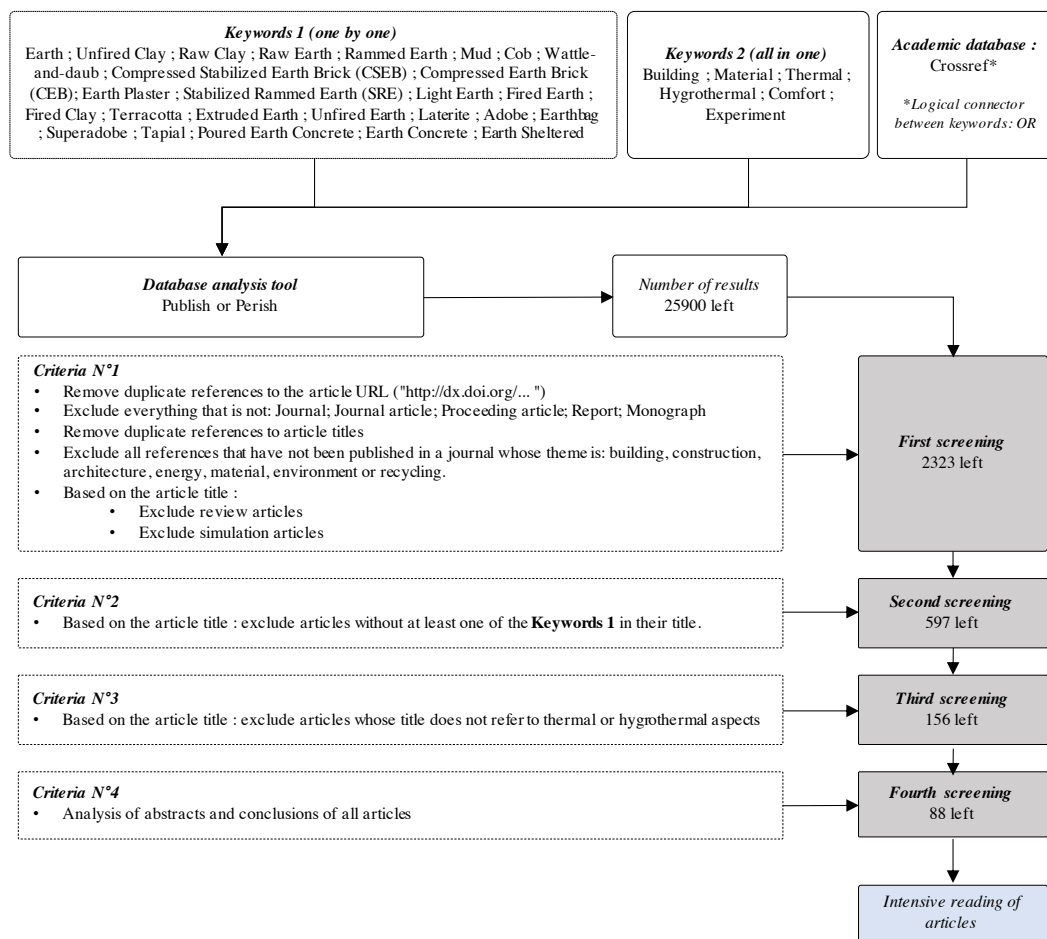 Keywords 1 (one by one)
Earth ; Unfired Clay ; Raw Clay ; Raw Earth ; Rammed Earth ; Mud ; Cob ; Wattle-
and-daub ; Compressed Stabilized Earth Brick (CSEB) ; Compressed Earth Brick
(CEB); Earth Plaster ; Stabilized Rammed Earth (SRE) ; Light Earth ; Fired Earth ;
Fired Clay ; Terracotta ; Extruded Earth ; Unfired Earth ; Laterite ; Adobe ; Earthbag
; Superadobe ; Tapial ; Poured Earth Concrete ; Earth Concrete ; Earth Sheltered
Keywords 2 (all in one)
Building ; Material ; Thermal ;
Hygrothermal ; Comfort ;
Experiment
Academic database :
Crossref*
*Logical connector
between keywords: OR
Database analysis tool
Publish or Perish
Number of results
25900 left
Criteria N°1
• Remove duplicate references to the article URL ("http://dx.doi.org/... ")
• Exclude everything that is not: Journal; Journal article; Proceeding article; Report; Monograph
• Remove duplicate references to article titles
• Exclude all references that have not been published in a journal whose theme is: building, construction,
architecture, energy, material, environment or recycling.
• Based on the article title :
• Exclude review articles
• Exclude simulation articles
First screening
2323 left
Criteria N°2
• Based on the article title : exclude articles without at least one of the Keywords 1 in their title.
Second screening
597 left
Criteria N°3
• Based on the article title : exclude articles whose title does not refer to thermal or hygrothermal aspects
Third screening
156 left
Criteria N°4
• Analysis of abstracts and conclusions of all articles
Fourth screening
88 left
Intensive reading of
articles